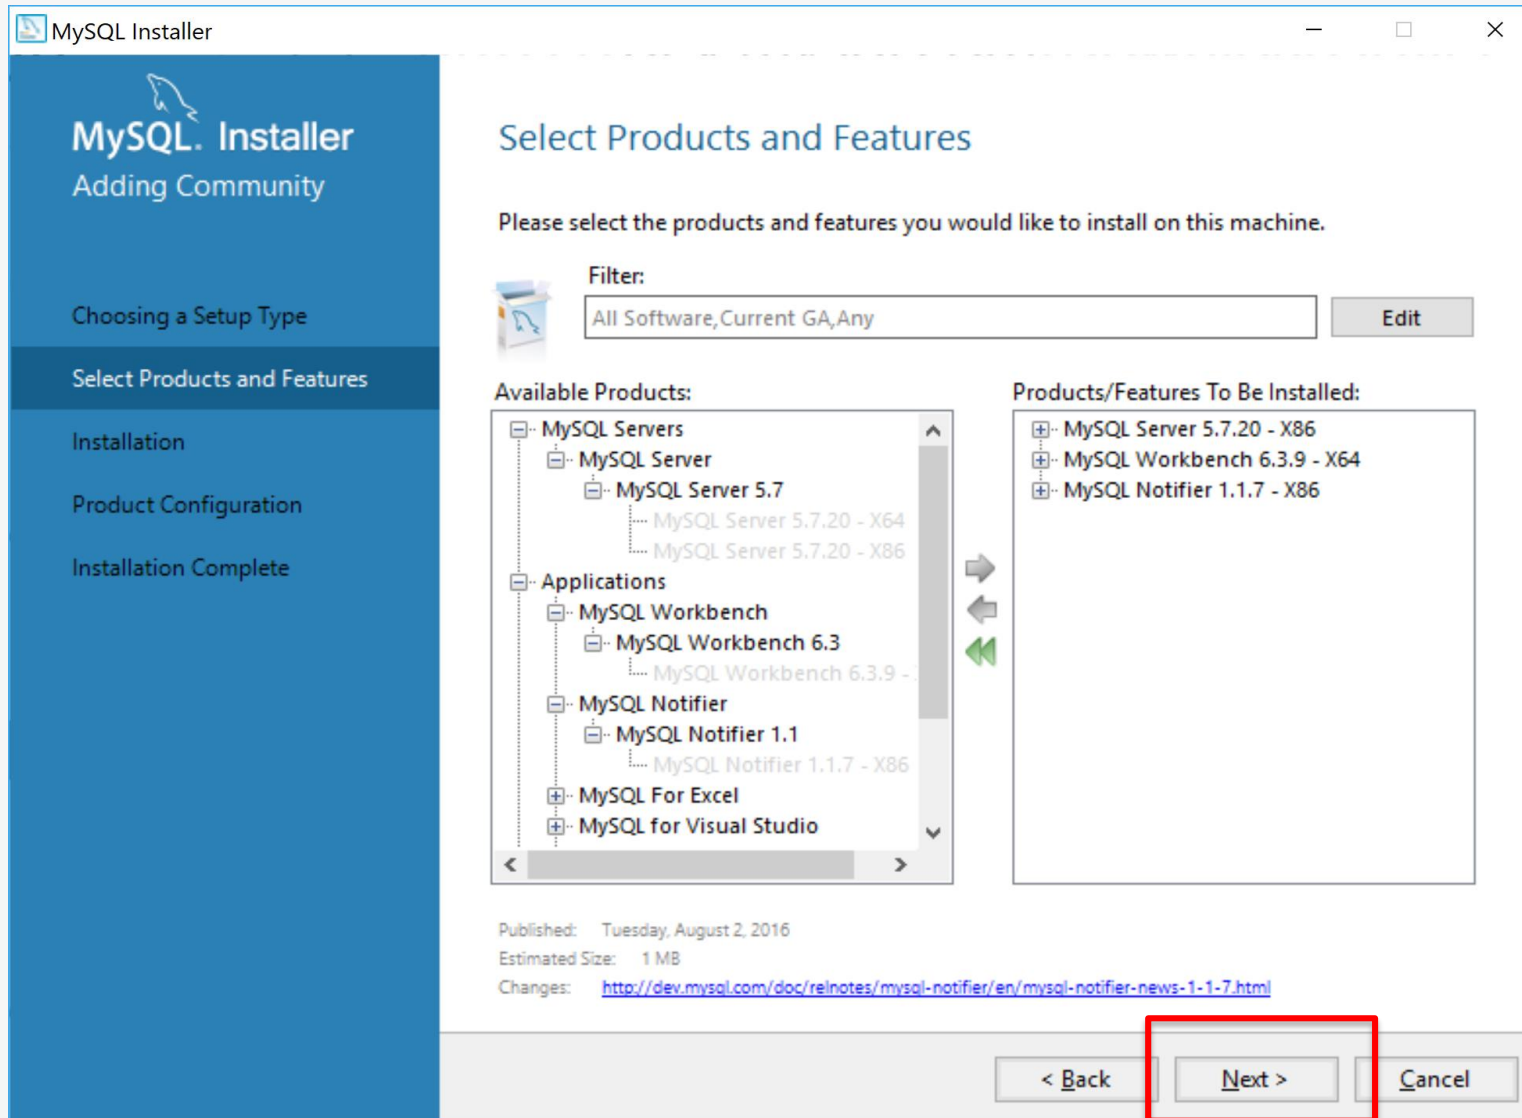 MySQL Installer
MySQL. Installer
Adding Community
Choosing a Setup Type
Select Products and Features
Installation
Product Configuration
Installation Complete
Select Products and Features
Please select the products and features you would like to install on this machine.
Filter:
All Software,Current GA,Any
Edit
Available Products:
MySQL Servers
MySQL Server
MySQL Server 5.7
MySQL Server 5.7.20 - X64
MySQL Server 5.7.20 - X86
Applications
MySQL Workbench
MySQL Workbench 6.3
MySQL Workbench 6.3.9 -
MySQL Notifier
MySQL Notifier 1.1
MySQL Notifier 1.1.7 - X86
MySQL For Excel
MySQL for Visual Studio
Products/Features To Be Installed:
MySQL Server 5.7.20 - X86
MySQL Workbench 6.3.9 - X64
MySQL Notifier 1.1.7 - X86
Published: Tuesday, August 2, 2016
Estimated Size: 1 MB
Changes: http://dev.mysql.com/doc/relnotes/mysql-notifier/en/mysql-notifier-news-1-1-7.html
< Back
Next >
Cancel